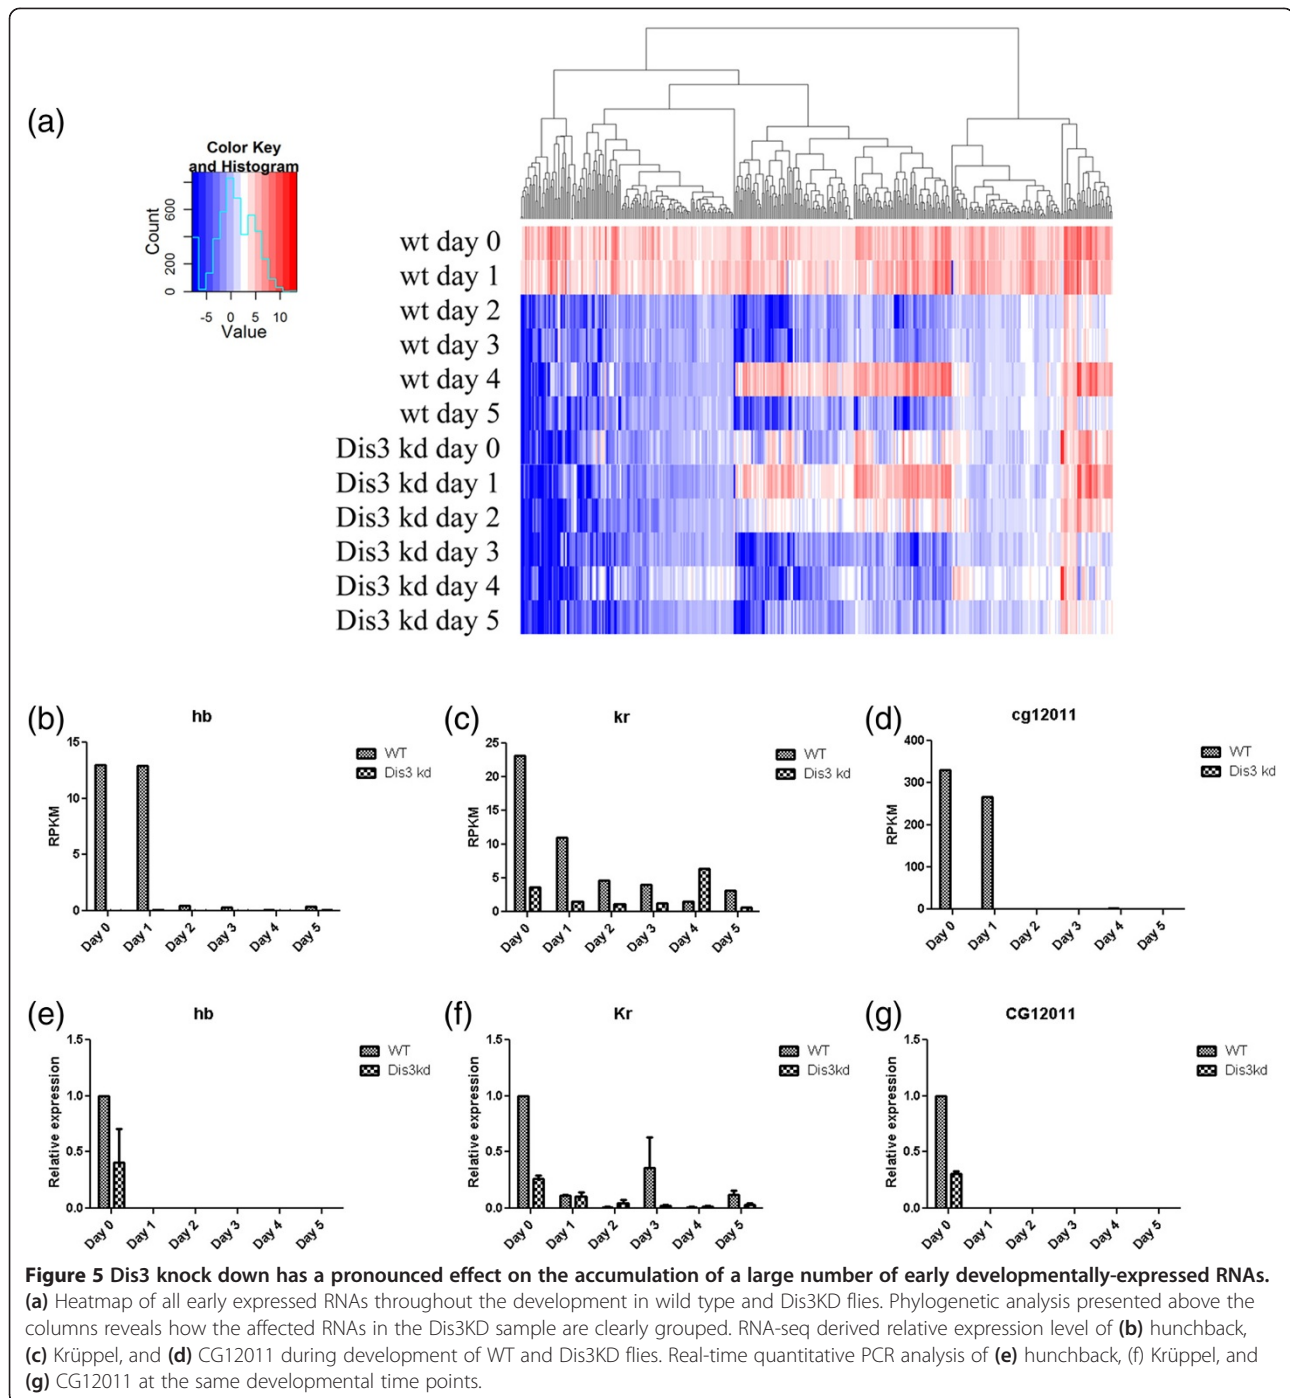 (a)
Color Key
and Histogram
Count
0 200 600
-5 0 5 10
Value
wt day 0
wt day 1
wt day 2
wt day 3
wt day 4
wt day 5
Dis3 kd day 0
Dis3 kd day 1
Dis3 kd day 2
Dis3 kd day 3
Dis3 kd day 4
Dis3 kd day 5
(b)
hb
RPKM
15
10
5
0
WT
Dis3 kd
Day 0 Day 1 Day 2 Day 3 Day 4 Day 5
(c)
kr
RPKM
25
20
15
10
5
0
WT
Dis3 kd
Day 0 Day 1 Day 2 Day 3 Day 4 Day 5
(d)
cg12011
RPKM
400
300
200
100
0
WT
Dis3 kd
Day 0 Day 1 Day 2 Day 3 Day 4 Day 5
(e)
hb
Relative expression
1.5
1.0
0.5
0.0
WT
Dis3kd
Day 0 Day 1 Day 2 Day 3 Day 4 Day 5
(f)
Kr
Relative expression
1.5
1.0
0.5
0.0
WT
Dis3kd
Day 0 Day 1 Day 2 Day 3 Day 4 Day 5
(g)
CG12011
Relative expression
1.5
1.0
0.5
0.0
WT
Dis3kd
Day 0 Day 1 Day 2 Day 3 Day 4 Day 5
Figure 5 Dis3 knock down has a pronounced effect on the accumulation of a large number of early developmentally-expressed RNAs.
(a) Heatmap of all early expressed RNAs throughout the development in wild type and Dis3KD flies. Phylogenetic analysis presented above the
columns reveals how the affected RNAs in the Dis3KD sample are clearly grouped. RNA-seq derived relative expression level of (b) hunchback,
(c) Krüppel, and (d) CG12011 during development of WT and Dis3KD flies. Real-time quantitative PCR analysis of (e) hunchback, (f) Krüppel, and
(g) CG12011 at the same developmental time points.